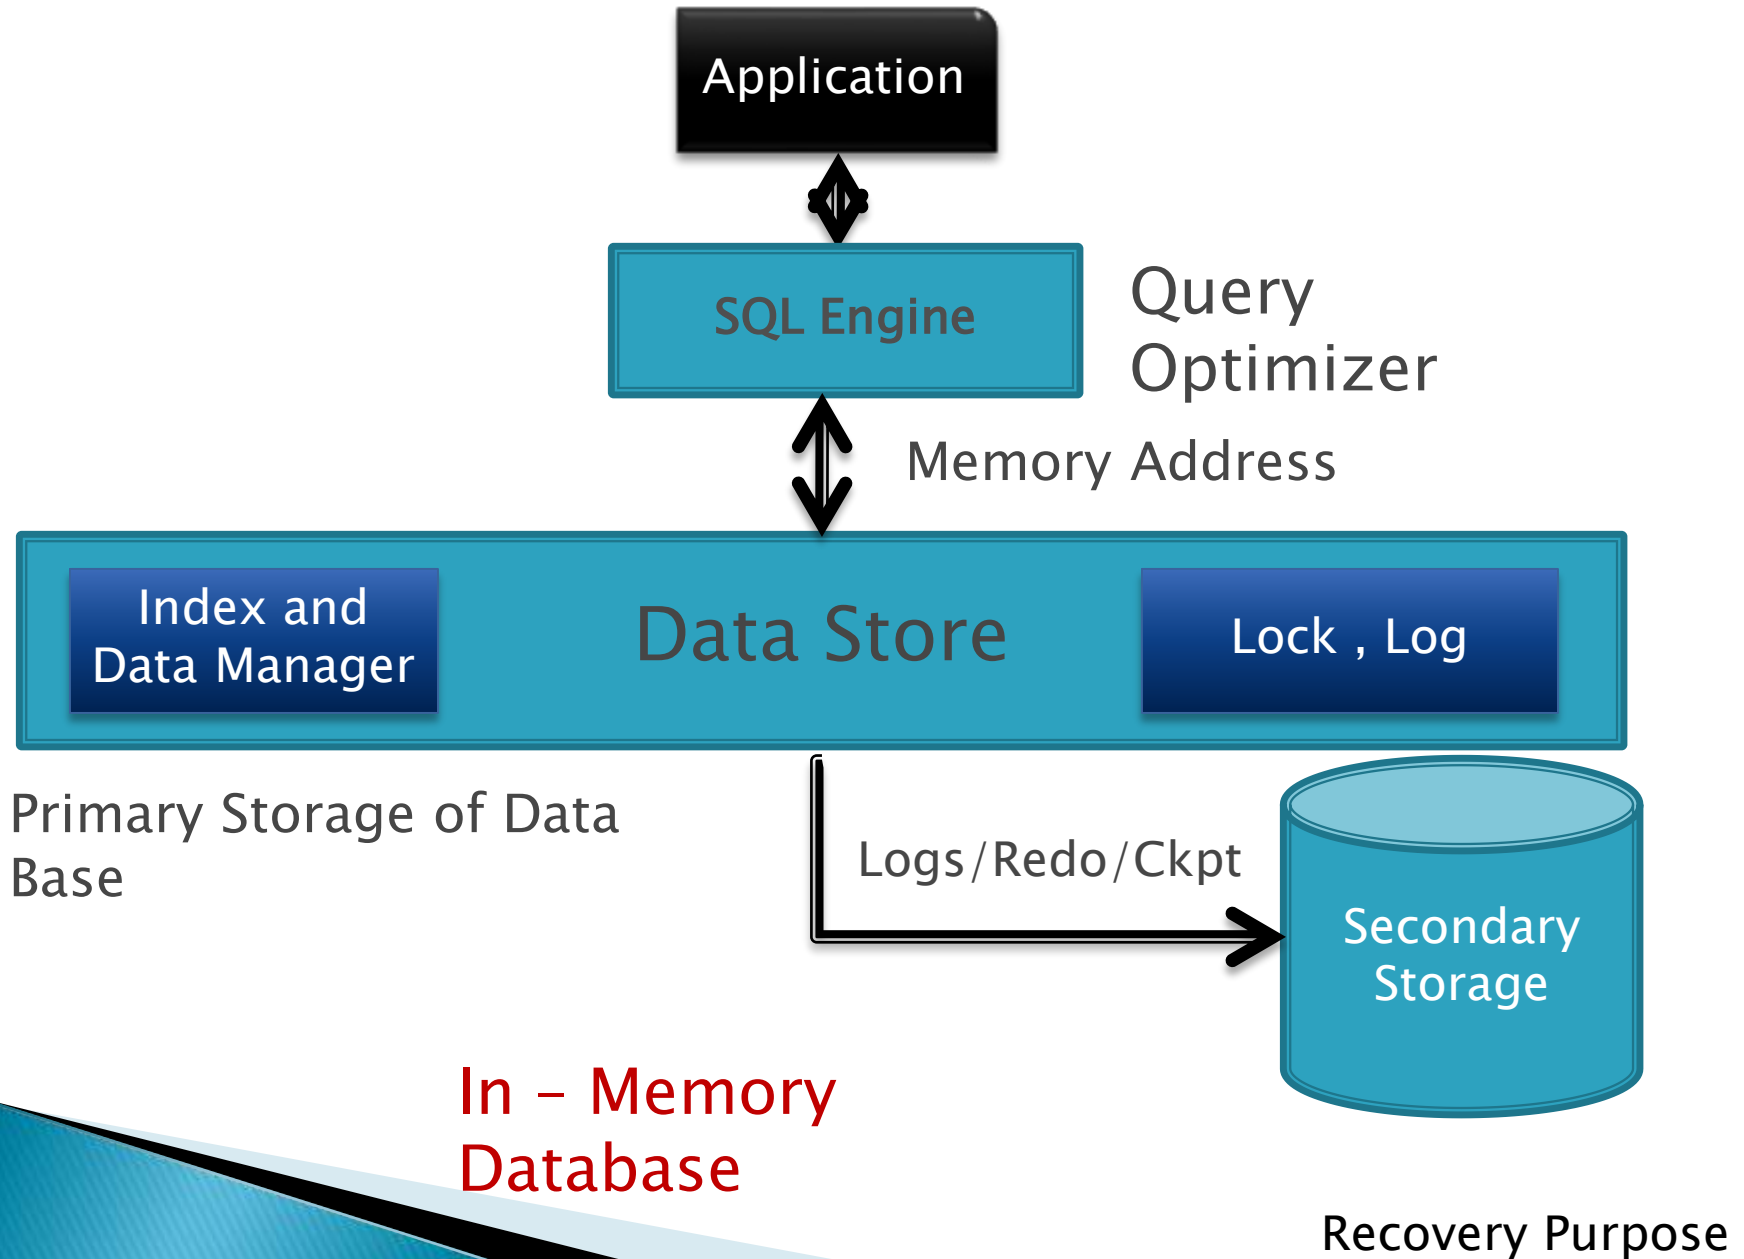 Application
SQL Engine
Query
Optimizer
Memory Address
Index and
Data Manager
Data Store
Lock , Log
Primary Storage of Data
Base
Logs/Redo/Ckpt
Secondary
Storage
In – Memory
Database
Recovery Purpose